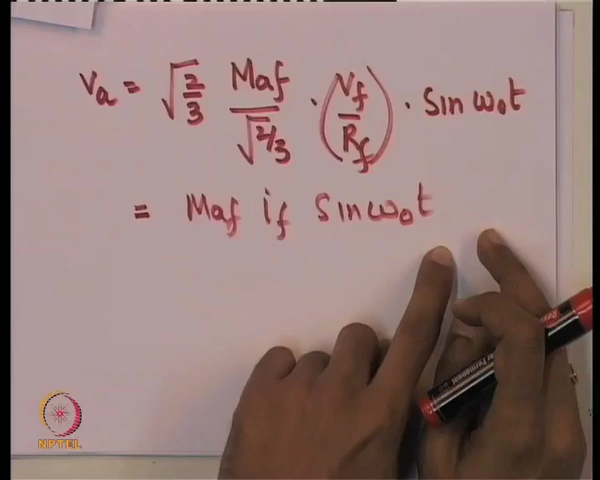 Va = √2/3 Maf/√2/3 · (Vf/Rf) · Sin ω₀t
= Maf if Sin ω₀t
NPTEL